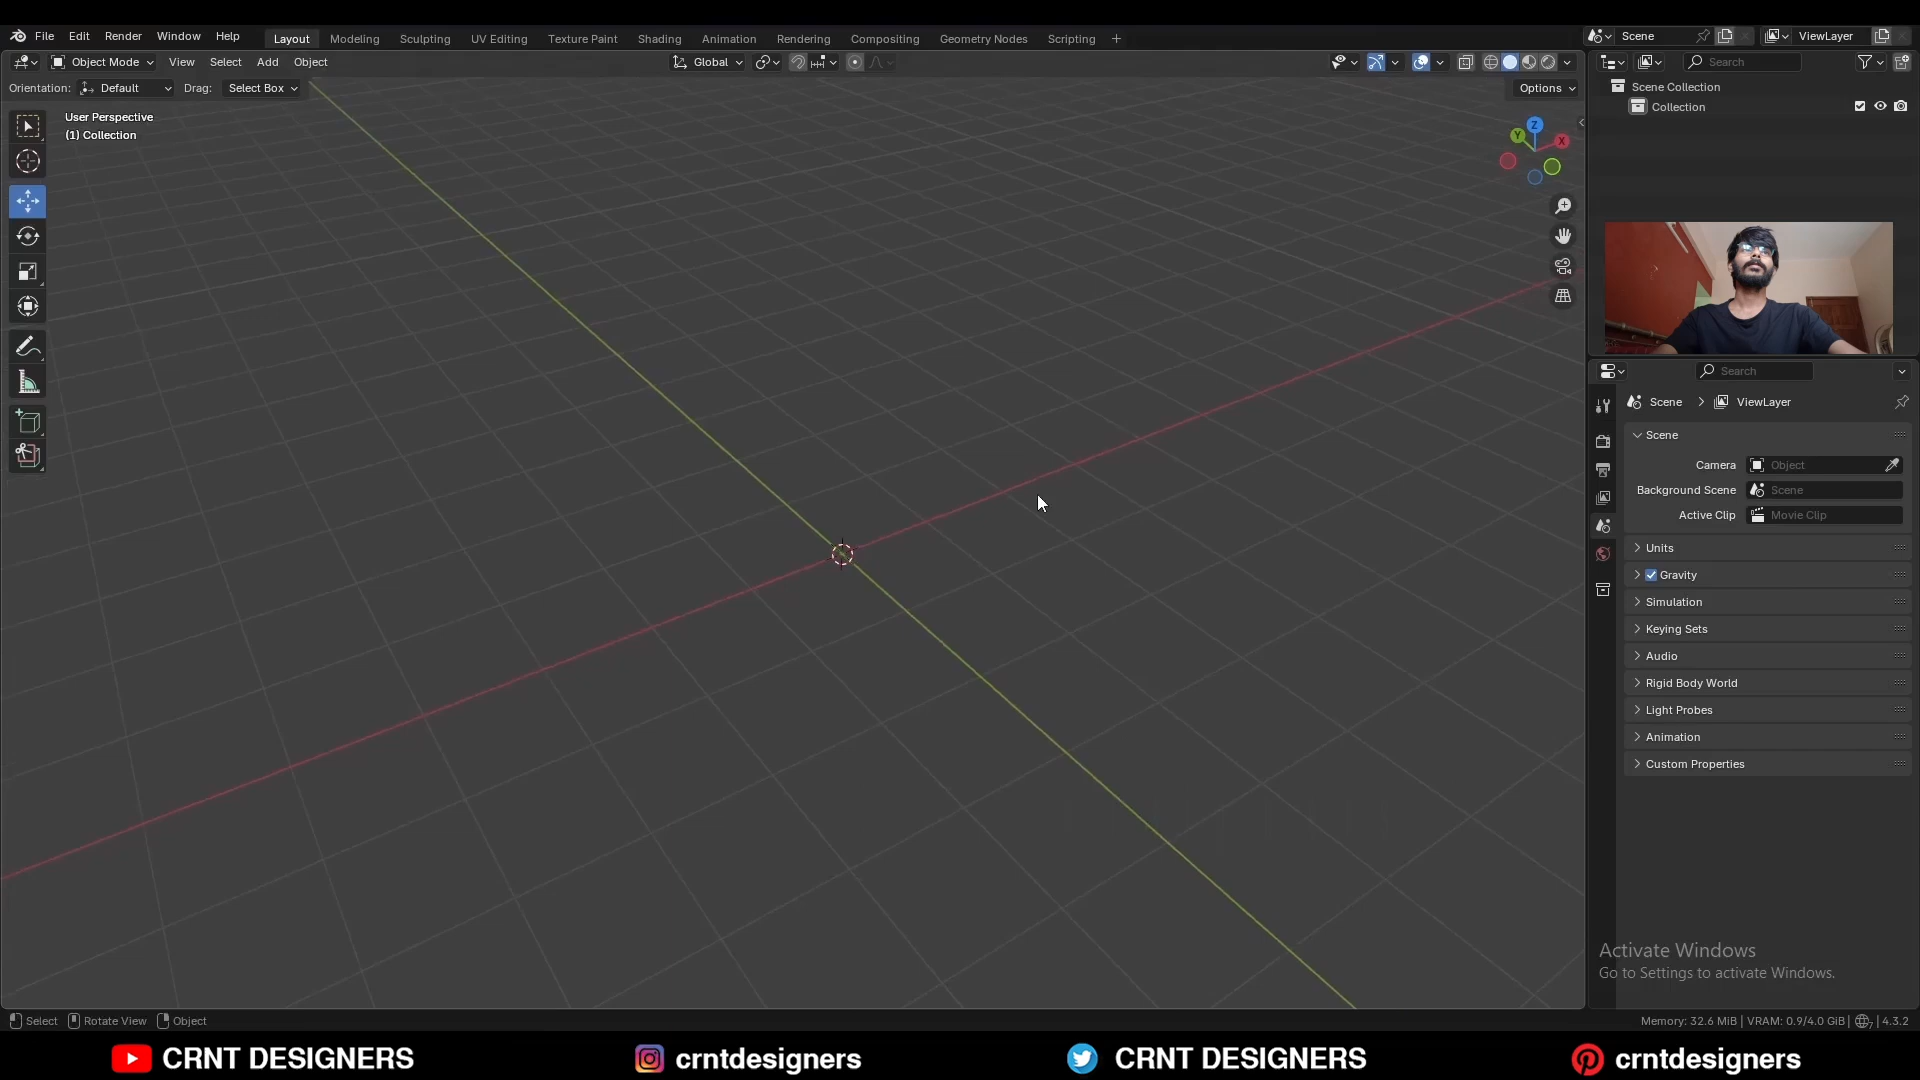 File Edit Render Window Help Layout Modeling Sculpting UV Editing Texture Paint Shading Animation Rendering Compositing Geometry Nodes Scripting + Scene ViewLayer
Object Mode View Select Add Object Global Search
Orientation: Default Drag: Select Box Options
Scene Collection
Collection
User Perspective
(1) Collection
Z
Y
X
Search
Scene ViewLayer
Scene
Camera Object
Background Scene Scene
Active Clip Movie Clip
Units
Gravity
Simulation
Keying Sets
Audio
Rigid Body World
Light Probes
Animation
Custom Properties
Activate Windows
Go to Settings to activate Windows.
Select Rotate View Object Memory: 32.6 MiB | VRAM: 0.9/4.0 GiB | 7 | 4.3.2
CRNT DESIGNERS crntdesigners CRNT DESIGNERS crntdesigners